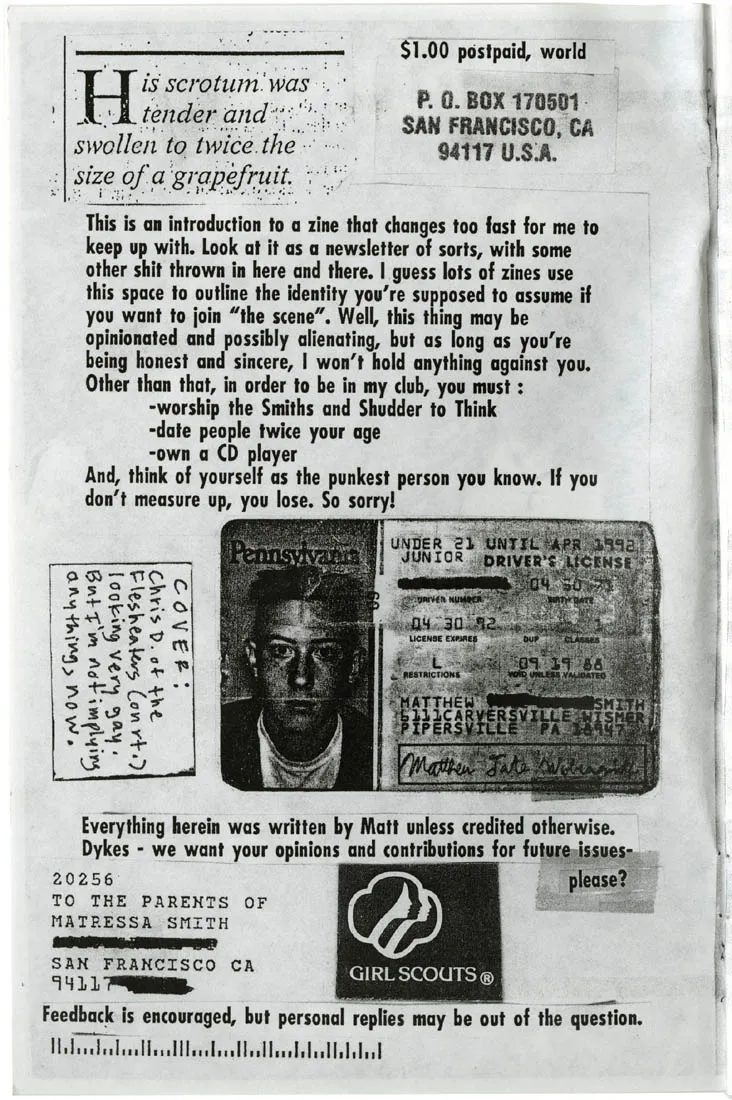 $1.00 postpaid, world
His scrotum was
tender and
swollen to twice the
size of a grapefruit.
P. O. BOX 170501
SAN FRANCISCO, CA
94117 U.S.A.
This is an introduction to a zine that changes too fast for me to
keep up with. Look at it as a newsletter of sorts, with some
other shit thrown in here and there. I guess lots of zines use
this space to outline the identity you're supposed to assume if
you want to join "the scene". Well, this thing may be
opinionated and possibly alienating, but as long as you're
being honest and sincere, I won't hold anything against you.
Other than that, in order to be in my club, you must :
-worship the Smiths and Shudder to Think
-date people twice your age
-own a CD player
And, think of yourself as the punkest person you know. If you
don't measure up, you lose. So sorry!
COVER:
Chris D. of the
Flesheaters (on rt.)
looking very gay.
But I'm not implying
anything, now.
Pennsylvania
UNDER 21 UNTIL APR 1992
JUNIOR DRIVER'S LICENSE
04 30
DRIVER NUMBER BIRTH DATE
04 30 92 1
LICENSE EXPIRES DUP CLASSES
L 09 19 88
RESTRICTIONS VOID UNLESS VALIDATED
MATTHEW SMITH
6111CARVERSVILLE WISMER
PIPERSVILLE PA 18947
Matthew
Everything herein was written by Matt unless credited otherwise.
Dykes - we want your opinions and contributions for future issues-
please?
20256
TO THE PARENTS OF
MATRESSA SMITH
SAN FRANCISCO CA
94117
GIRL SCOUTS®
Feedback is encouraged, but personal replies may be out of the question.